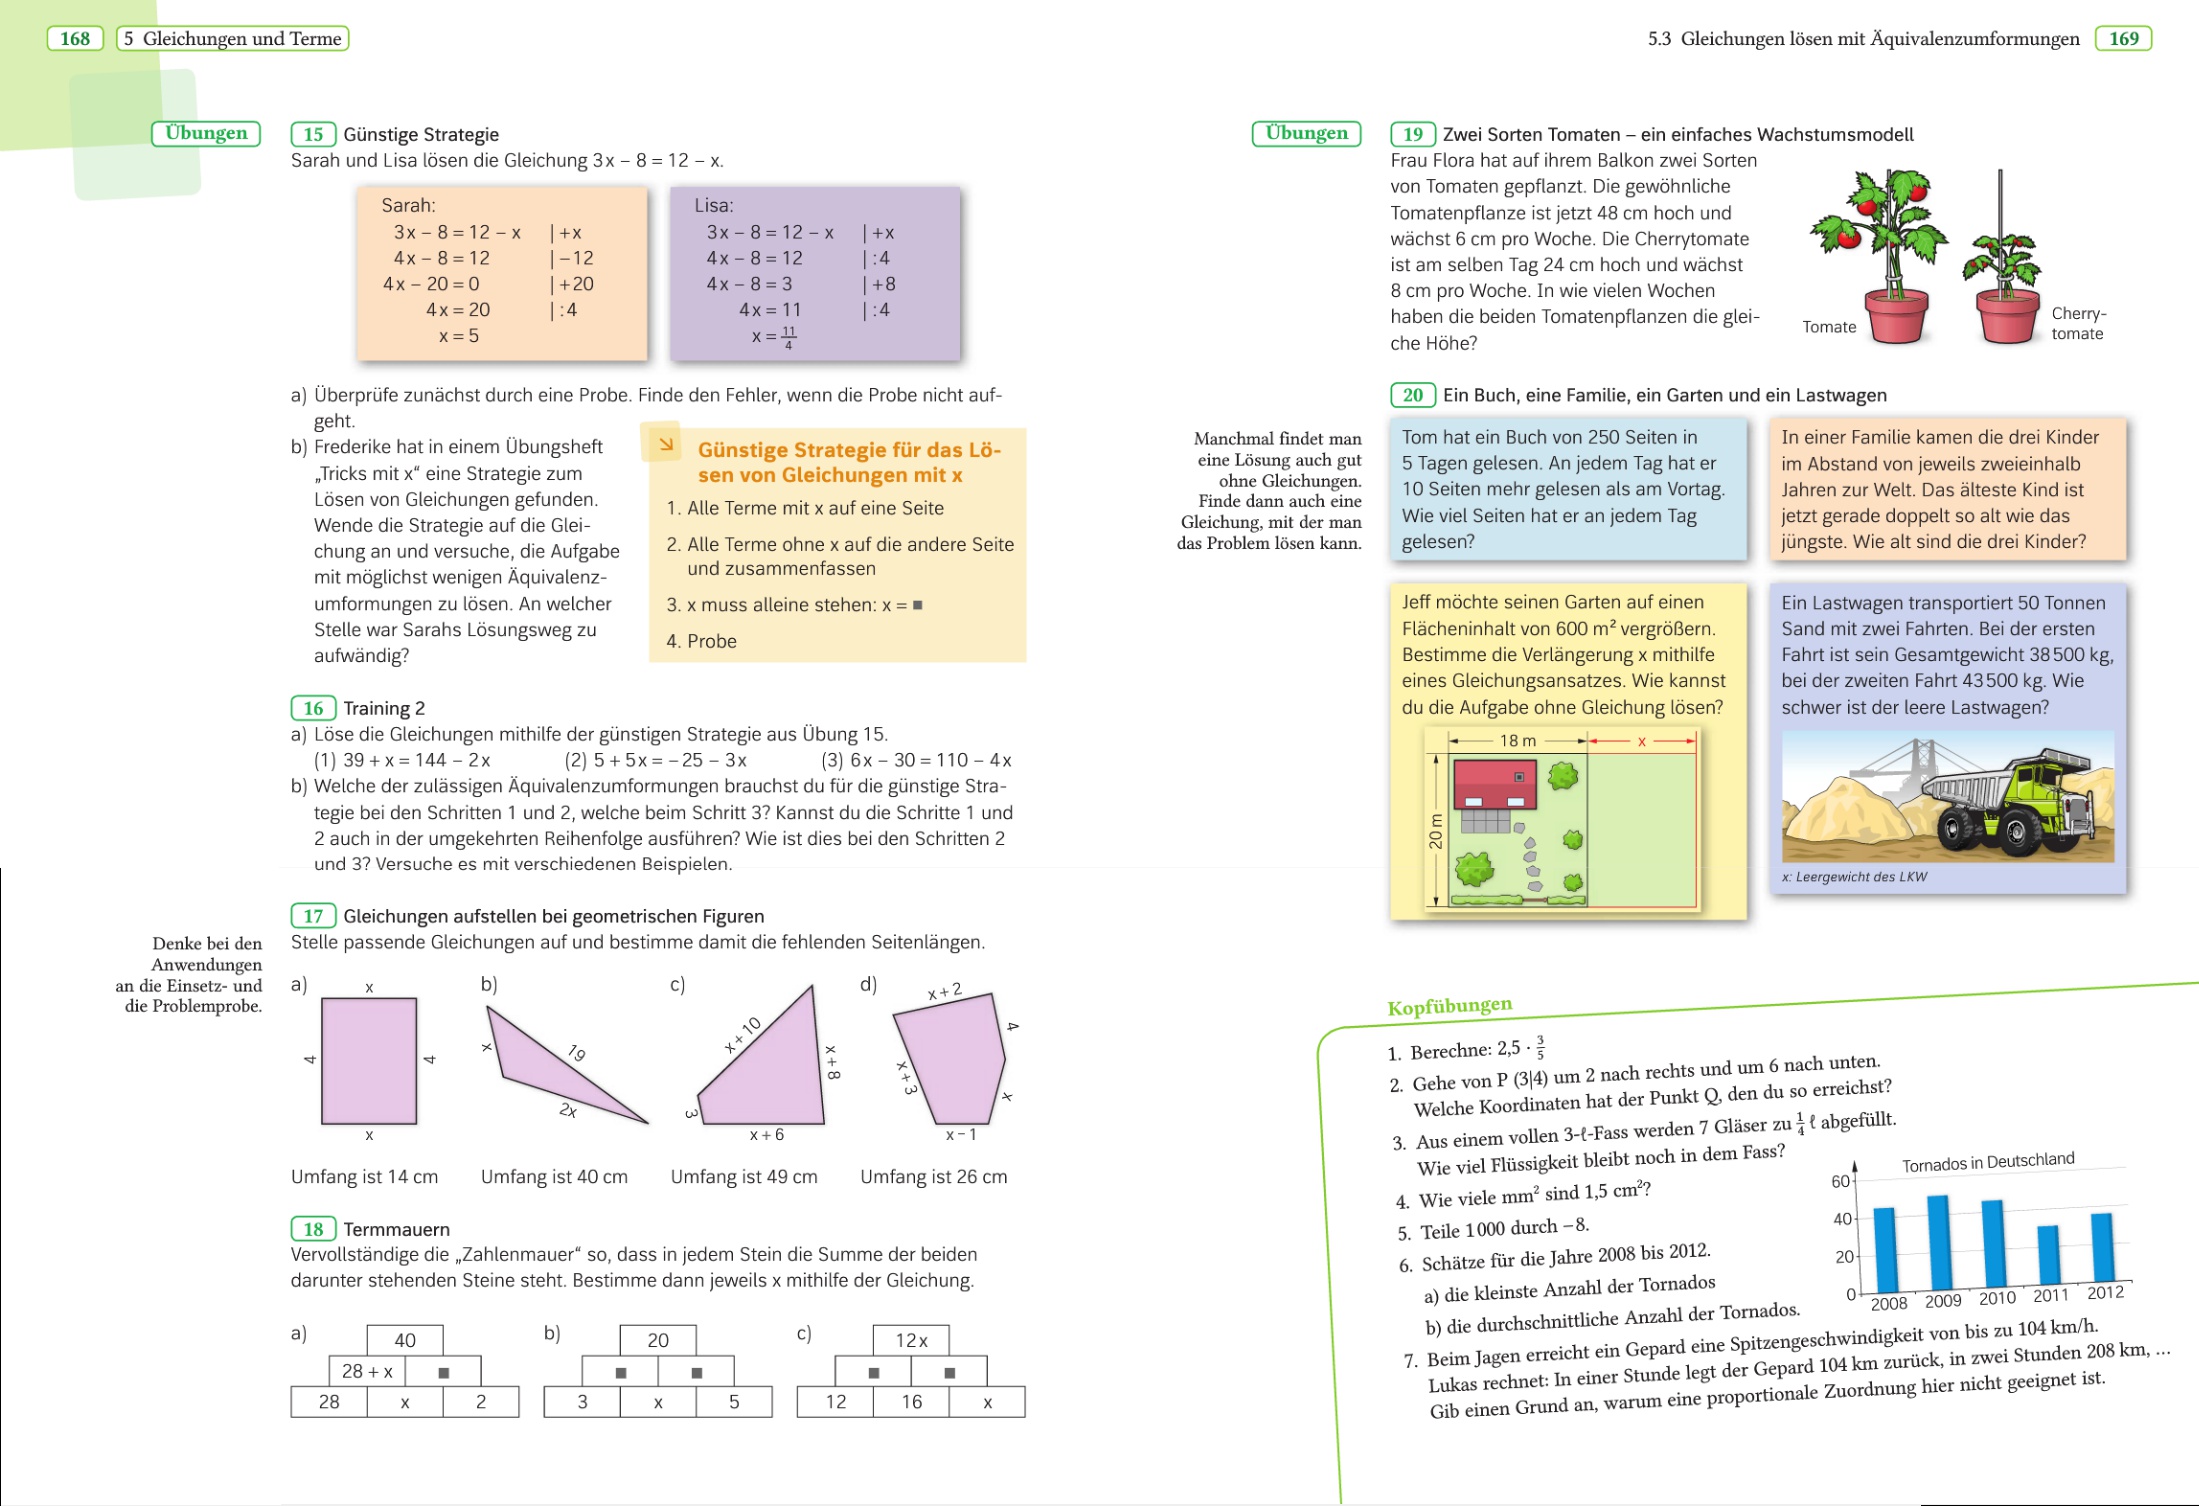 168 5 Gleichungen und Terme
Übungen
15 Günstige Strategie
Sarah und Lisa lösen die Gleichung 3x – 8 = 12 – x.
Sarah:
3x – 8 = 12 – x | +x
4x – 8 = 12 | –12
4x – 20 = 0 | +20
4x = 20 | :4
x = 5
Lisa:
3x – 8 = 12 – x | +x
4x – 8 = 12 | :4
4x – 8 = 3 | +8
4x = 11 | :4
x = 11/4
a) Überprüfe zunächst durch eine Probe. Finde den Fehler, wenn die Probe nicht auf-
geht.
b) Frederike hat in einem Übungsheft
„Tricks mit x“ eine Strategie zum
Lösen von Gleichungen gefunden.
Wende die Strategie auf die Glei-
chung an und versuche, die Aufgabe
mit möglichst wenigen Äquivalenz-
umformungen zu lösen. An welcher
Stelle war Sarahs Lösungsweg zu
aufwändig?
Günstige Strategie für das Lö-
sen von Gleichungen mit x
1. Alle Terme mit x auf eine Seite
2. Alle Terme ohne x auf die andere Seite
und zusammenfassen
3. x muss alleine stehen: x = ■
4. Probe
16 Training 2
a) Löse die Gleichungen mithilfe der günstigen Strategie aus Übung 15.
(1) 39 + x = 144 – 2x (2) 5 + 5x = – 25 – 3x (3) 6x – 30 = 110 – 4x
b) Welche der zulässigen Äquivalenzumformungen brauchst du für die günstige Stra-
tegie bei den Schritten 1 und 2, welche beim Schritt 3? Kannst du die Schritte 1 und
2 auch in der umgekehrten Reihenfolge ausführen? Wie ist dies bei den Schritten 2
und 3? Versuche es mit verschiedenen Beispielen.
17 Gleichungen aufstellen bei geometrischen Figuren
Stelle passende Gleichungen auf und bestimme damit die fehlenden Seitenlängen.
Denke bei den
Anwendungen
an die Einsetz- und
die Problemprobe.
a)
x
4
4
x
Umfang ist 14 cm
b)
x
19
2x
Umfang ist 40 cm
c)
x + 10
x + 8
3
x + 6
Umfang ist 49 cm
d)
x + 2
4
x + 3
x
x – 1
Umfang ist 26 cm
18 Termmauern
Vervollständige die „Zahlenmauer“ so, dass in jedem Stein die Summe der beiden
darunter stehenden Steine steht. Bestimme dann jeweils x mithilfe der Gleichung.
a)
40
28 + x ■
28 x 2
b)
20
■ ■
3 x 5
c)
12x
■ ■
12 16 x
5.3 Gleichungen lösen mit Äquivalenzumformungen 169
Übungen
19 Zwei Sorten Tomaten – ein einfaches Wachstumsmodell
Frau Flora hat auf ihrem Balkon zwei Sorten
von Tomaten gepflanzt. Die gewöhnliche
Tomatenpflanze ist jetzt 48 cm hoch und
wächst 6 cm pro Woche. Die Cherrytomate
ist am selben Tag 24 cm hoch und wächst
8 cm pro Woche. In wie vielen Wochen
haben die beiden Tomatenpflanzen die glei-
che Höhe?
Tomate
Cherry-
tomate
20 Ein Buch, eine Familie, ein Garten und ein Lastwagen
Manchmal findet man
eine Lösung auch gut
ohne Gleichungen.
Finde dann auch eine
Gleichung, mit der man
das Problem lösen kann.
Tom hat ein Buch von 250 Seiten in
5 Tagen gelesen. An jedem Tag hat er
10 Seiten mehr gelesen als am Vortag.
Wie viel Seiten hat er an jedem Tag
gelesen?
In einer Familie kamen die drei Kinder
im Abstand von jeweils zweieinhalb
Jahren zur Welt. Das älteste Kind ist
jetzt gerade doppelt so alt wie das
jüngste. Wie alt sind die drei Kinder?
Jeff möchte seinen Garten auf einen
Flächeninhalt von 600 m² vergrößern.
Bestimme die Verlängerung x mithilfe
eines Gleichungsansatzes. Wie kannst
du die Aufgabe ohne Gleichung lösen?
18 m
x
20 m
Ein Lastwagen transportiert 50 Tonnen
Sand mit zwei Fahrten. Bei der ersten
Fahrt ist sein Gesamtgewicht 38 500 kg,
bei der zweiten Fahrt 43 500 kg. Wie
schwer ist der leere Lastwagen?
x: Leergewicht des LKW
Kopfübungen
1. Berechne: 2,5 · 3/5
2. Gehe von P (3|4) um 2 nach rechts und um 6 nach unten.
Welche Koordinaten hat der Punkt Q, den du so erreichst?
3. Aus einem vollen 3-ℓ-Fass werden 7 Gläser zu 1/4 ℓ abgefüllt.
Wie viel Flüssigkeit bleibt noch in dem Fass?
4. Wie viele mm² sind 1,5 cm²?
5. Teile 1 000 durch – 8.
6. Schätze für die Jahre 2008 bis 2012.
a) die kleinste Anzahl der Tornados
b) die durchschnittliche Anzahl der Tornados.
Tornados in Deutschland
60
40
20
0
2008 2009 2010 2011 2012
7. Beim Jagen erreicht ein Gepard eine Spitzengeschwindigkeit von bis zu 104 km/h.
Lukas rechnet: In einer Stunde legt der Gepard 104 km zurück, in zwei Stunden 208 km, ...
Gib einen Grund an, warum eine proportionale Zuordnung hier nicht geeignet ist.